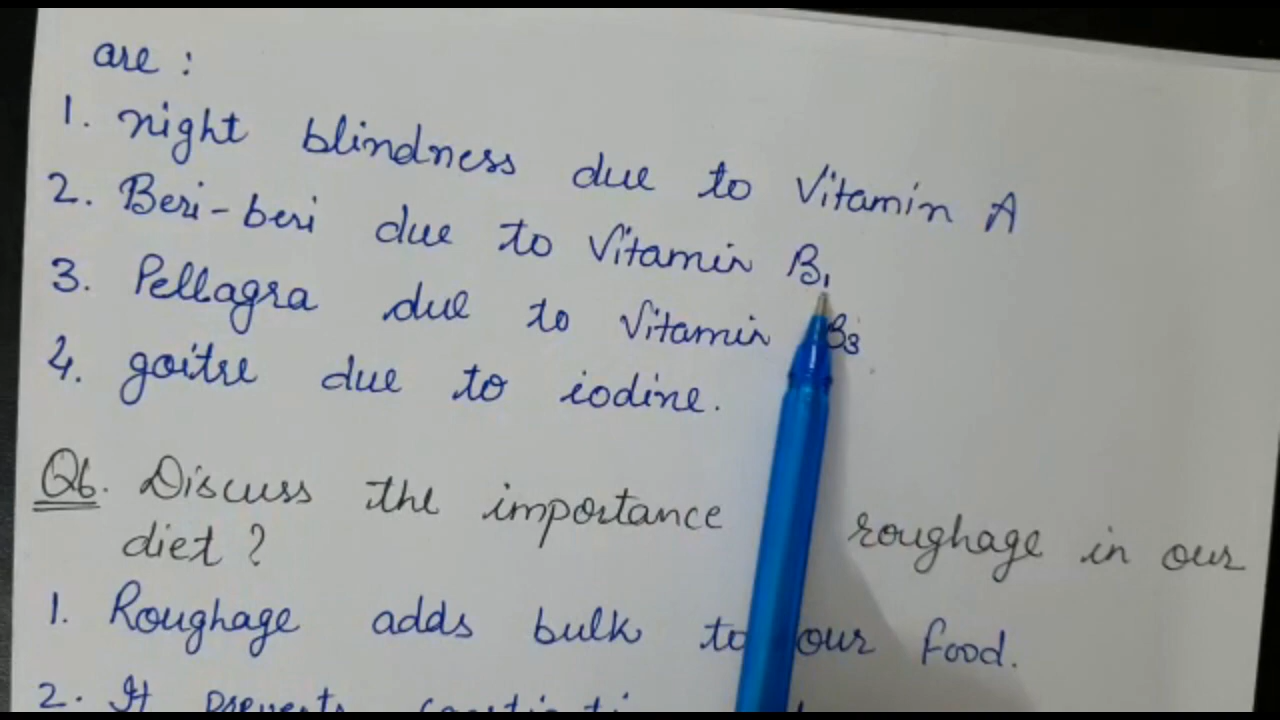 are :
1. night blindness due to Vitamin A
2. Beri-beri due to Vitamin B₁
3. Pellagra due to Vitamin B₃
4. goitre due to iodine.
Q6. Discuss the importance roughage in our
diet ?
1. Roughage adds bulk to our food.
2. It prevents